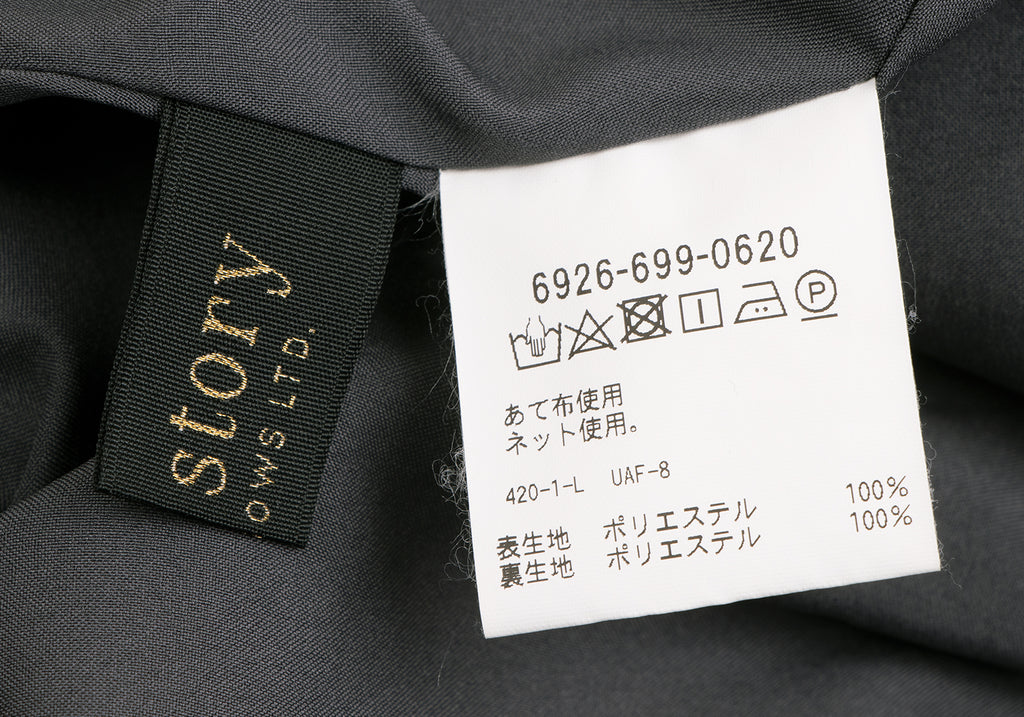 story
OWS LTD.
6926-699-0620
P
あて布使用
ネット使用。
420-1-L UAF-8
表生地 ポリエステル 100%
裏生地 ポリエステル 100%